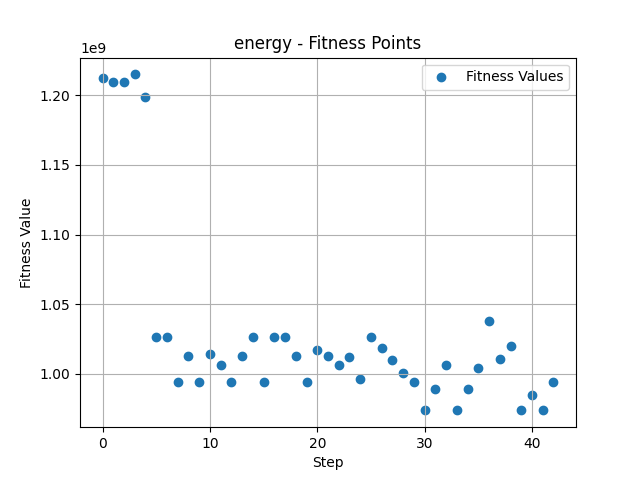 energy - Fitness Points
1e9
Fitness Values
1.20
1.15
1.10
1.05
1.00
Fitness Value
0
10
20
30
40
Step